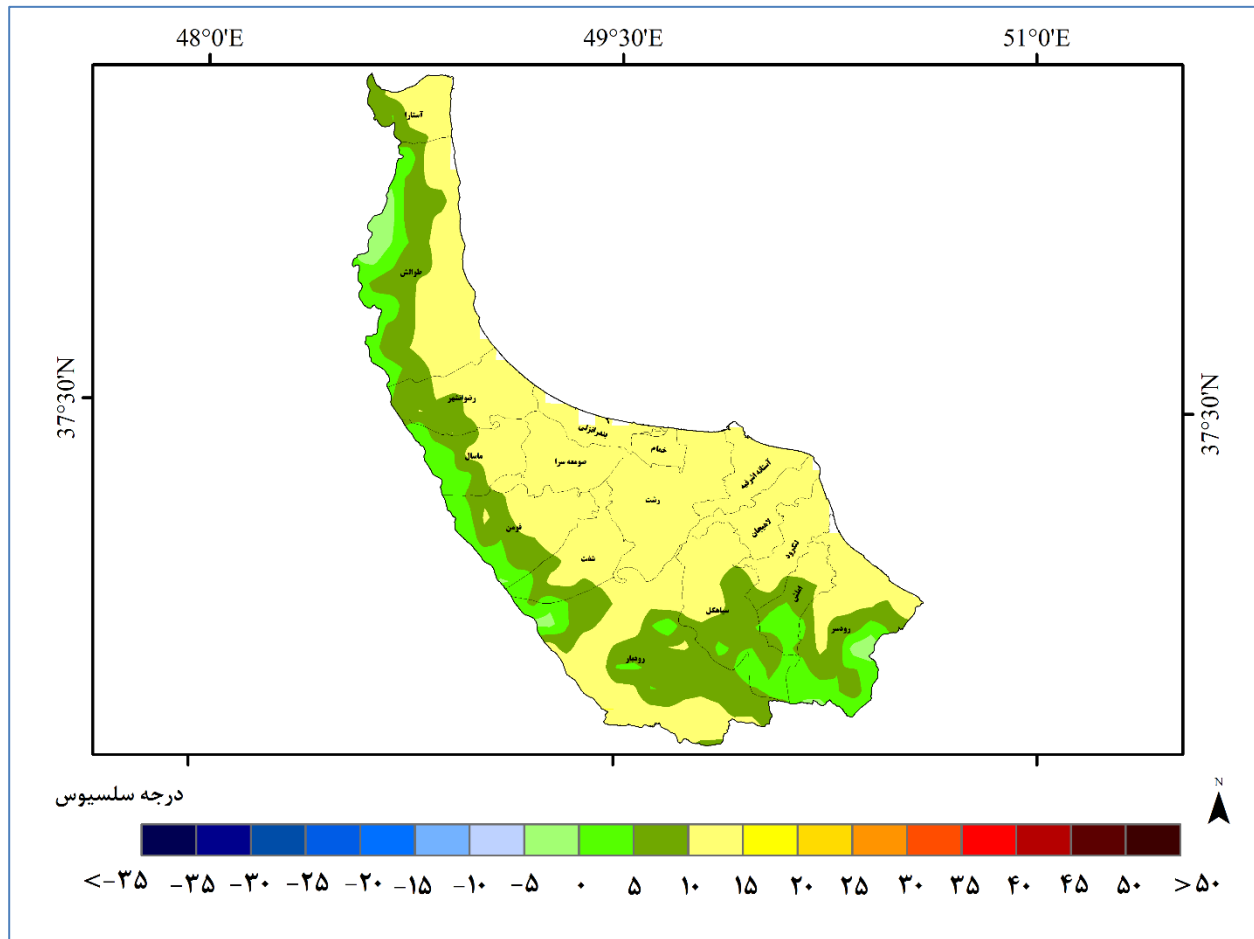 48°0'E
49°30'E
51°0'E
آستارا
طوالش
37°30'N
37°30'N
رضوانشهر
بندرانزلی
خمام
ماسال
صومعه سرا
آستانه اشرفیه
رشت
فومن
لاهیجان
لنگرود
شفت
املش
سیاهکل
رودسر
رودبار
درجه سلسیوس
N
<-۳۵ -۳۵ -۳۰ -۲۵ -۲۰ -۱۵ -۱۰ -۵ ۰ ۵ ۱۰ ۱۵ ۲۰ ۲۵ ۳۰ ۳۵ ۴۰ ۴۵ ۵۰ >۵۰